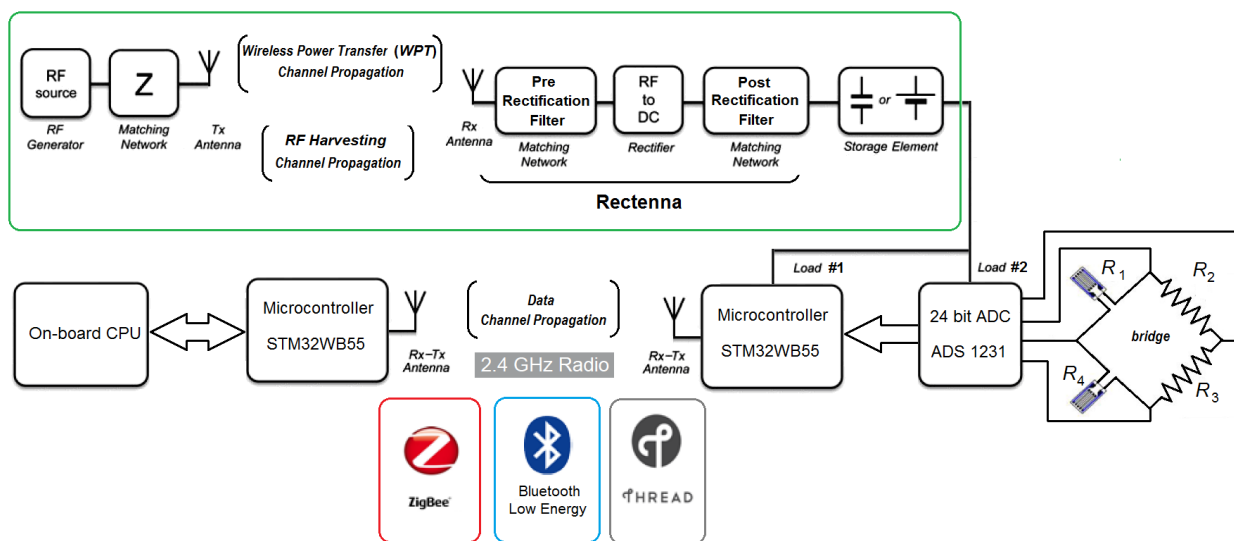 Wireless Power Transfer (WPT)
Channel Propagation
RF
source
Z
RF
Generator
Matching
Network
Tx
Antenna
RF Harvesting
Channel Propagation
Rx
Antenna
Pre
Rectification
Filter
Matching
Network
RF
to
DC
Rectifier
Post
Rectification
Filter
Matching
Network
or
Storage Element
Rectenna
Load #1
Load #2
On-board CPU
Microcontroller
STM32WB55
Rx-Tx
Antenna
Data
Channel Propagation
2.4 GHz Radio
Rx-Tx
Antenna
Microcontroller
STM32WB55
24 bit ADC
ADS 1231
R1
R2
bridge
R4
R3
ZigBee®
Bluetooth
Low Energy
THREAD